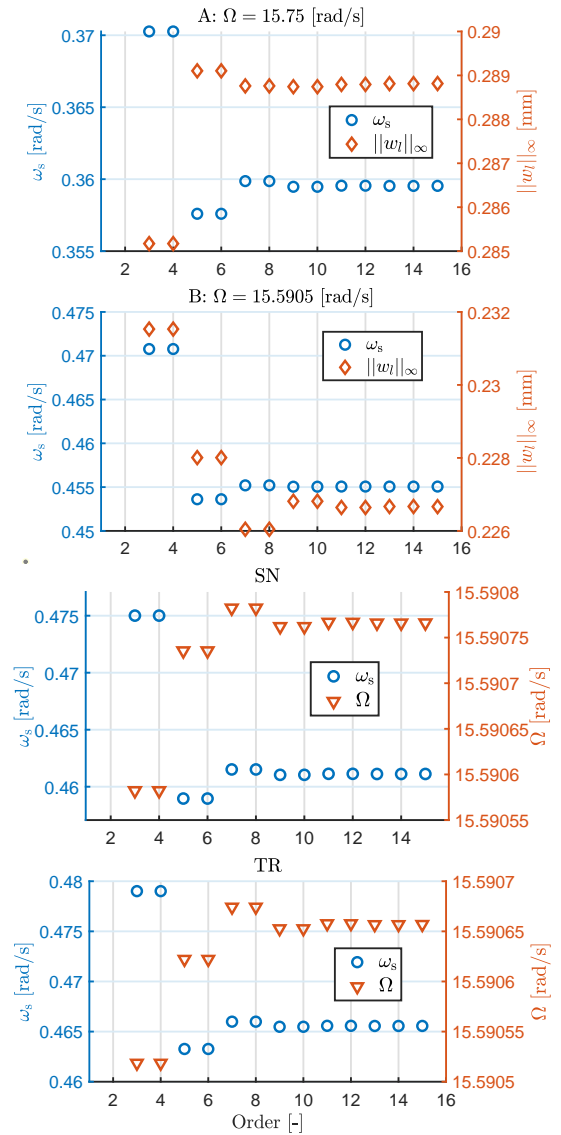 A: Ω = 15.75 [rad/s]
0.37
0.365
0.36
0.355
ω_s [rad/s]
0.29
0.289
0.288
0.287
0.286
0.285
||w_l||_∞ [mm]
ω_s
||w_l||_∞
2 4 6 8 10 12 14 16
B: Ω = 15.5905 [rad/s]
0.475
0.47
0.465
0.46
0.455
0.45
ω_s [rad/s]
0.232
0.23
0.228
0.226
||w_l||_∞ [mm]
ω_s
||w_l||_∞
2 4 6 8 10 12 14 16
SN
0.475
0.47
0.465
0.46
ω_s [rad/s]
15.5908
15.59075
15.5907
15.59065
15.5906
15.59055
Ω [rad/s]
ω_s
Ω
2 4 6 8 10 12 14
TR
0.48
0.475
0.47
0.465
0.46
ω_s [rad/s]
15.5907
15.59065
15.5906
15.59055
15.5905
Ω [rad/s]
ω_s
Ω
2 4 6 8 10 12 14 16
Order [-]